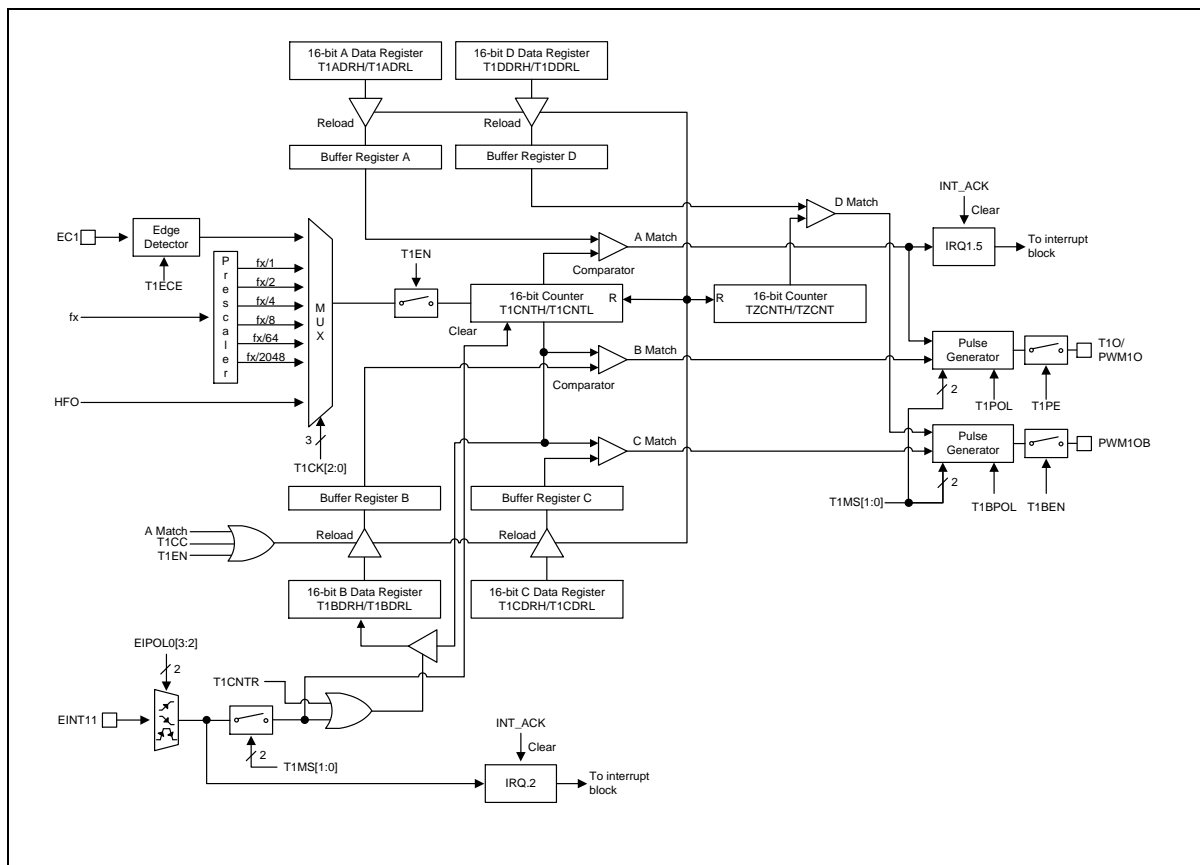 16-bit A Data Register
T1ADRH/T1ADRL
16-bit D Data Register
T1DDRH/T1DDRL
Reload
Reload
Buffer Register A
Buffer Register D
INT_ACK
Clear
D Match
EC1
Edge
Detector
T1ECE
A Match
IRQ1.5
To interrupt
block
Comparator
T1EN
Prescaler
fx/1
fx/2
fx/4
fx/8
fx/64
fx/2048
fx
MUX
16-bit Counter
T1CNTH/T1CNTL
R
Clear
R
16-bit Counter
TZCNTH/TZCNT
B Match
Comparator
Pulse
Generator
T1O/
PWM1O
2
T1POL
T1PE
HFO
3
T1CK[2:0]
C Match
Pulse
Generator
PWM1OB
2
T1MS[1:0]
T1BPOL
T1BEN
Buffer Register B
Buffer Register C
A Match
T1CC
T1EN
Reload
Reload
16-bit B Data Register
T1BDRH/T1BDRL
16-bit C Data Register
T1CDRH/T1CDRL
EIPOL0[3:2]
2
T1CNTR
EINT11
2
T1MS[1:0]
INT_ACK
Clear
IRQ.2
To interrupt
block